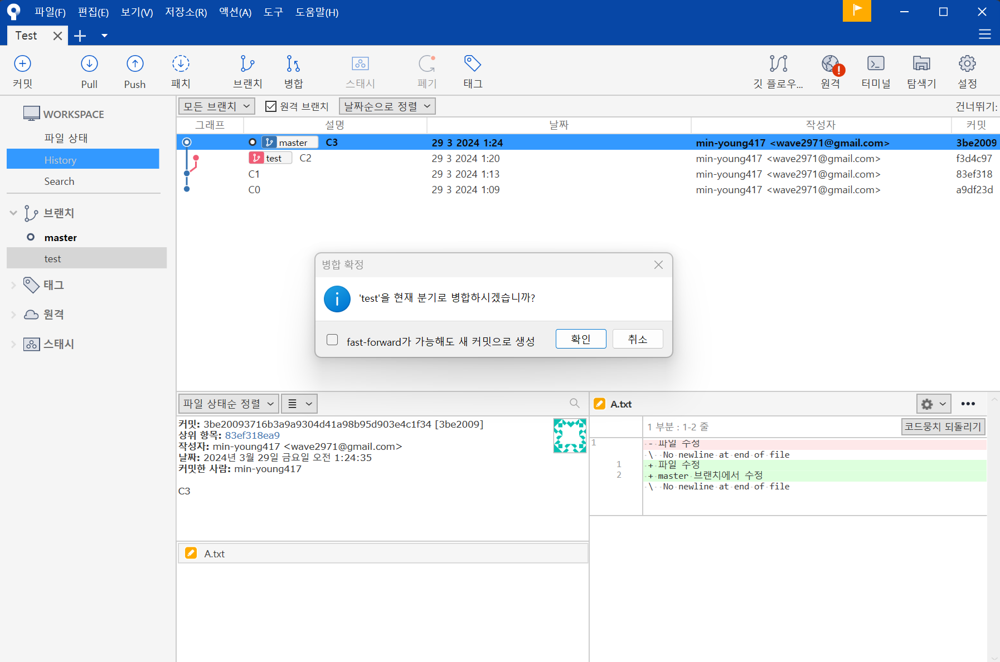 파일(F) 편집(E) 보기(V) 저장소(R) 액션(A) 도구 도움말(H)
Test
커밋 Pull Push 패치 브랜치 병합 스태시 폐기 태그 깃 플로우... 원격 터미널 탐색기 설정
WORKSPACE
파일 상태
History
Search
브랜치
master
test
태그
원격
스태시
모든 브랜치 원격 브랜치 날짜순으로 정렬 건너뛰기:
그래프 설명 날짜 작성자 커밋
master C3 29 3 2024 1:24 min-young417 <wave2971@gmail.com> 3be2009
test C2 29 3 2024 1:20 min-young417 <wave2971@gmail.com> f3d4c97
C1 29 3 2024 1:13 min-young417 <wave2971@gmail.com> 83ef318
C0 29 3 2024 1:09 min-young417 <wave2971@gmail.com> a9df23d
병합 확정
'test'을 현재 분기로 병합하시겠습니까?
fast-forward가 가능해도 새 커밋으로 생성 확인 취소
파일 상태순 정렬
커밋: 3be20093716b3a9a9304d41a98b95d903e4c1f34 [3be2009]
상위 항목: 83ef318ea9
작성자: min-young417 <wave2971@gmail.com>
날짜: 2024년 3월 29일 금요일 오전 1:24:35
커밋한 사람: min-young417
C3
A.txt
A.txt
1 부분 : 1-2 줄 코드뭉치 되돌리기
1 - 파일 수정
\ No newline at end of file
1 + 파일 수정
2 + master 브랜치에서 수정
\ No newline at end of file